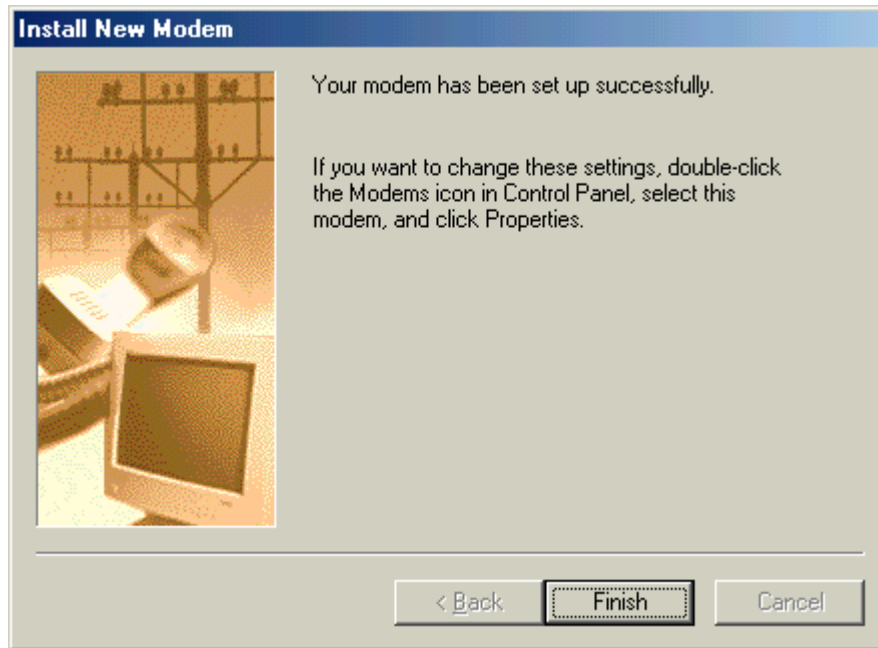 Install New Modem
Your modem has been set up successfully.
If you want to change these settings, double-click
the Modems icon in Control Panel, select this
modem, and click Properties.
< Back
Finish
Cancel